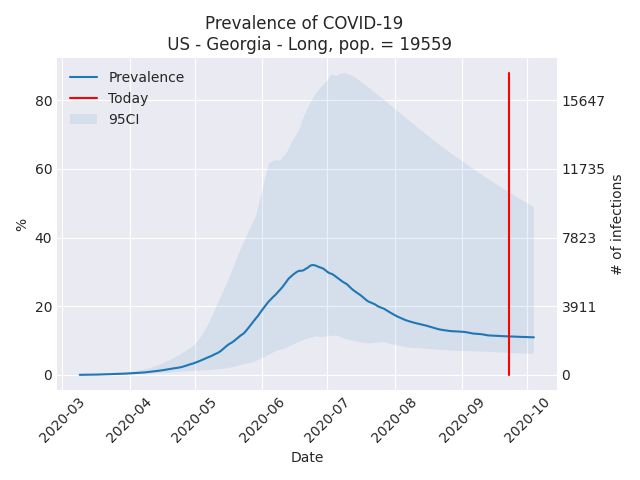 Prevalence of COVID-19
US - Georgia - Long, pop. = 19559
Prevalence
Today
95CI
80
60
40
20
0
%
15647
11735
7823
3911
0
# of infections
2020-03
2020-04
2020-05
2020-06
2020-07
2020-08
2020-09
2020-10
Date